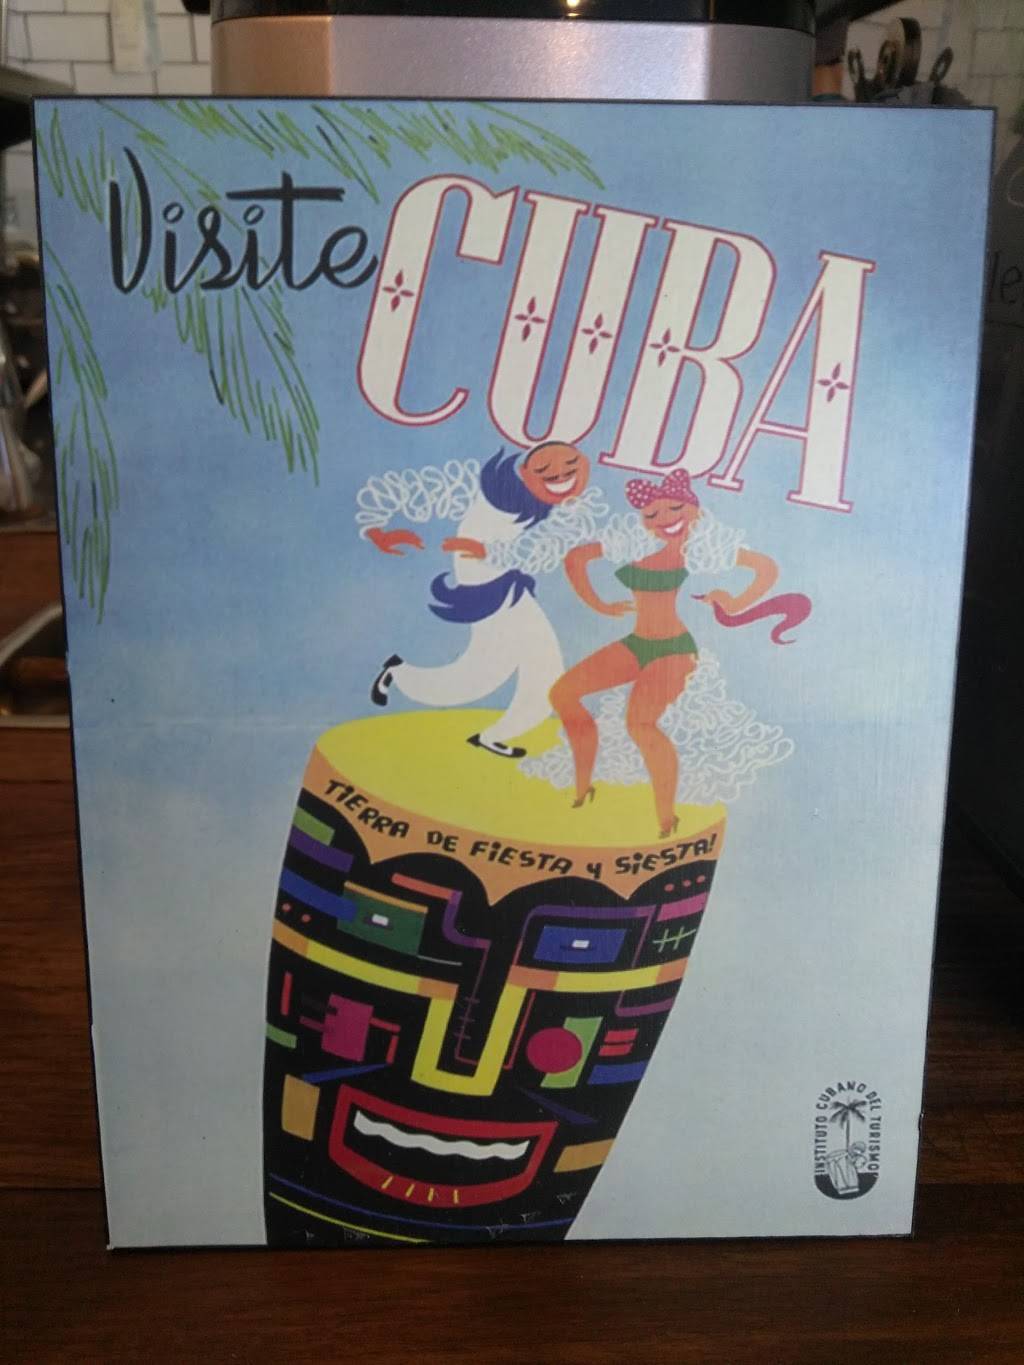 Visite CUBA
TIERRA DE FIESTA Y SIESTA!
INSTITUTO CUBANO DEL TURISMO